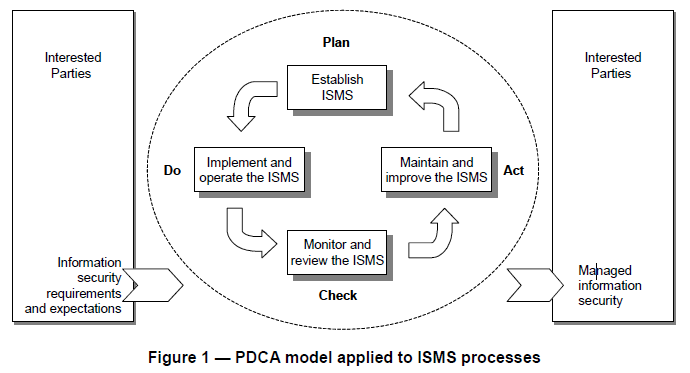 Interested
Parties
Information
security
requirements
and expectations
Plan
Establish
ISMS
Do
Implement and
operate the ISMS
Maintain and
improve the ISMS
Act
Monitor and
review the ISMS
Check
Interested
Parties
Managed
information
security
Figure 1 — PDCA model applied to ISMS processes